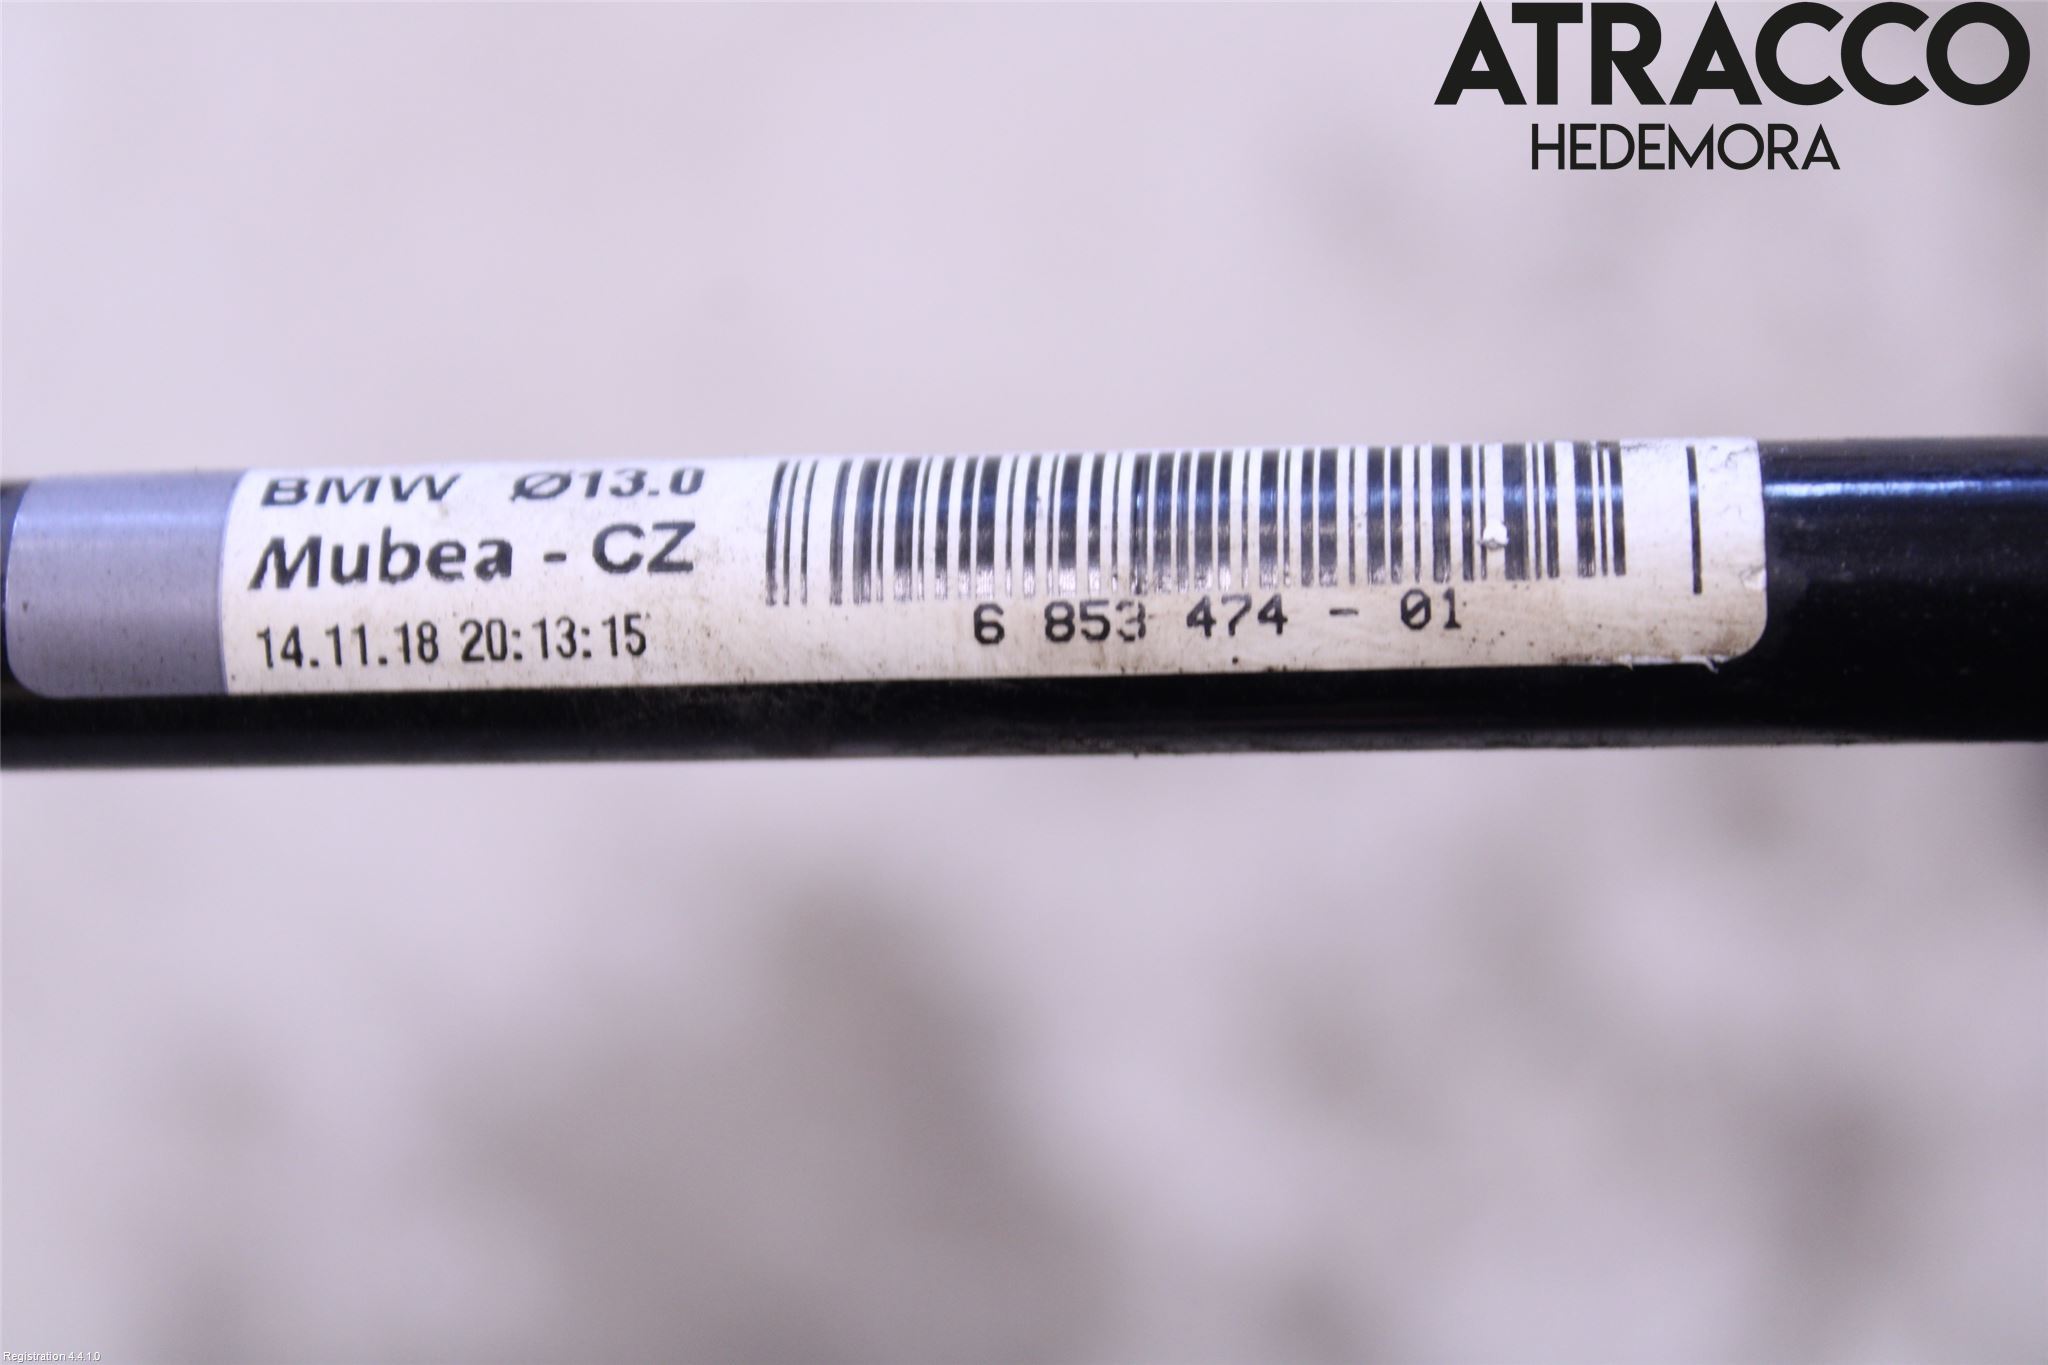 ATRACCO
HEDEMORA
BMW Ø13.0
Mubea - CZ
14.11.18 20:13:15
6 853 474 - 01
Registration 4.4.1.0